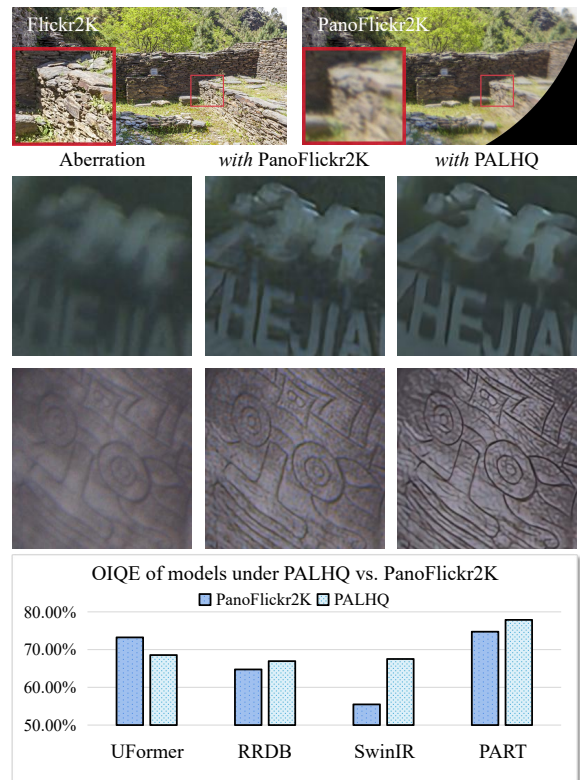 Flickr2K PanoFlickr2K
Aberration with PanoFlickr2K with PALHQ
HEJIA
HEJIA
HEJIA
OIQE of models under PALHQ vs. PanoFlickr2K
PanoFlickr2K PALHQ
80.00%
70.00%
60.00%
50.00%
UFormer RRDB SwinIR PART